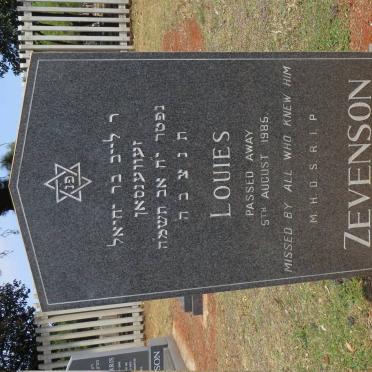 פ"נ
ר לייב בר יחיאל
זעווענסאן
נפטר י"ח אב תשמ"ה
ת נ צ ב ה
LOUIES
PASSED AWAY
5TH AUGUST 1985.
MISSED BY ALL WHO KNEW HIM
M.H.D.S.R.I.P.
ZEVENSON